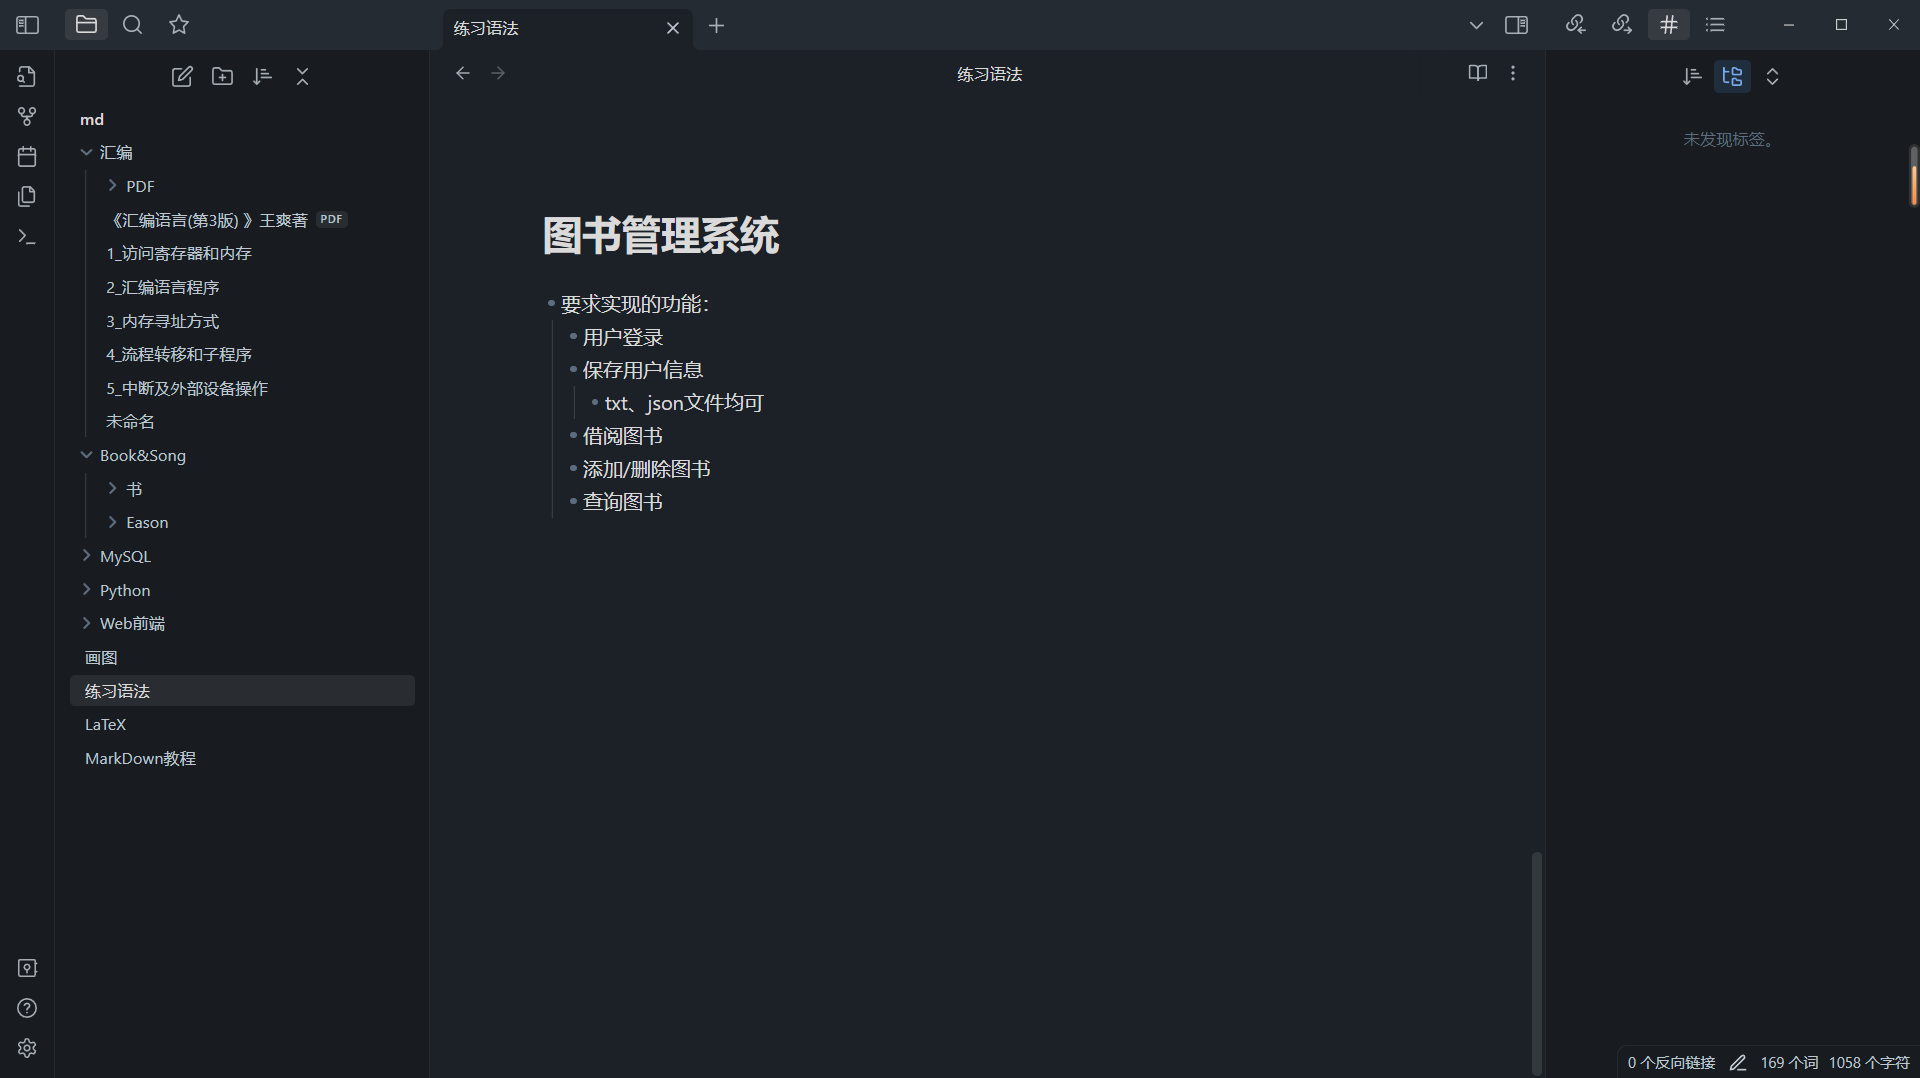 练习语法
练习语法
md
汇编
PDF
《汇编语言(第3版) 》王爽著 PDF
1_访问寄存器和内存
2_汇编语言程序
3_内存寻址方式
4_流程转移和子程序
5_中断及外部设备操作
未命名
Book&Song
书
Eason
MySQL
Python
Web前端
画图
练习语法
LaTeX
MarkDown教程
图书管理系统
要求实现的功能：
用户登录
保存用户信息
txt、json文件均可
借阅图书
添加/删除图书
查询图书
未发现标签。
0 个反向链接 169 个词 1058 个字符